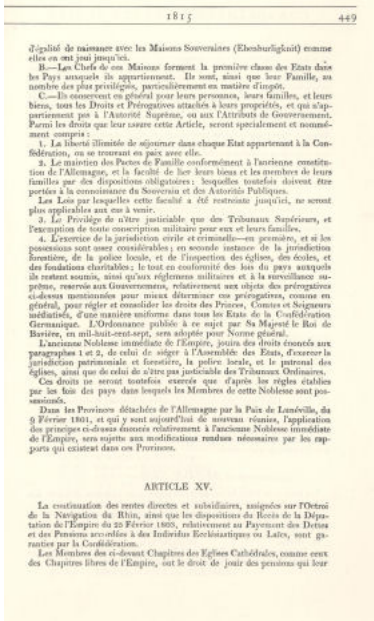 1815
449
d'égalité de naissance avec les Maisons Souveraines (Ebenburligknit) comme
elles en ont joui jusqu'ici.
B.—Les Chefs de ces Maisons forment la première classe des Etats dans
les Pays auxquels ils appartiennent. Ils sont, ainsi que leur Famille, au
nombre des plus privilégiés, particulièrement en matière d'impôt.
C.—Ils conservent en général pour leurs personnes, leurs familles, et leurs
biens, tous les Droits et Prérogatives attachés à leurs propriétés, et qui n'ap-
partiennent pas à l'Autorité Suprême, ou aux l'Attributs de Gouvernement.
Parmi les droits que leur assure cette Article, seront spécialement et nommé-
ment compris :
1. La liberté illimitée de séjourner dans chaque Etat appartenant à la Con-
fédération, ou se trouvant en paix avec elle.
2. Le maintien des Pactes de Famille conformément à l'ancienne constitu-
tion de l'Allemagne, et la faculté de lier leurs biens et les membres de leurs
familles par des dispositions obligatoires : lesquelles toutefois doivent être
portées à la connaissance du Souverain et des Autorités Publiques.
Les Lois par lesquelles cette faculté a été restreinte jusqu'ici, ne seront
plus applicables aux cas à venir.
3. Le Privilége de n'être justiciable que des Tribunaux Supérieurs, et
l'exemption de toute conscription militaire pour eux et leurs familles.
4. L'exercice de la jurisdiction civile et criminelle—en première, et si les
possessions sont assez considérables ; en seconde instance de la jurisdiction
forestière, de la police locale, et de l'inspection des églises, des écoles, et
des fondations charitables ; le tout en conformité des lois du pays auxquels
ils restent soumis, ainsi qu'aux réglemens militaires et à la surveillance su-
prême, reservée aux Gouvernemens, relativement aux objets des prérogatives
ci-dessus mentionnées pour mieux déterminer ces prérogatives, comme en
général, pour régler et consolider les droits des Princes, Comtes et Seigneurs
médiatisés, d'une manière uniforme dans tous les Etats de la Confédération
Germanique. L'Ordonnance publiée à ce sujet par Sa Majesté le Roi de
Bavière, en mil-huit-cent-sept, sera adoptée pour Norme général.
L'ancienne Noblesse immédiate de l'Empire, jouira des droits énoncés aux
paragraphes 1 et 2, de celui de siéger à l'Assemblée des Etats, d'exercer la
jurisdiction patrimoniale et forestière, la police locale, et le patronat des
églises, ainsi que de celui de n'être pas justiciable des Tribunaux Ordinaires.
Ces droits ne seront toutefois exercés que d'après les règles établies
par les lois des pays dans lesquels les Membres de cette Noblesse sont pos-
sessionés.
Dans les Provinces détachées de l'Allemagne par la Paix de Lunéville, du
9 Février 1801, et qui y sont aujourd'hui de nouveau réunies, l'application
des principes ci-dessus énoncés relativement à l'ancienne Noblesse immédiate
de l'Empire, sera sujette aux modifications rendues nécessaires par les rap-
ports qui existent dans ces Provinces.
ARTICLE XV.
La continuation des rentes directes et subsidiaires, assignées sur l'Octroi
de la Navigation du Rhin, ainsi que les dispositions du Recès de la Députa-
tation de l'Empire du 25 Février 1803, relativement au Payement des Dettes
et des Pensions accordées à des Individus Ecclésiastiques ou Laïcs, sont ga-
ranties par la Confédération.
Les Membres des ci-devant Chapitres des Eglises Cathédrales, comme ceux
des Chapitres libres de l'Empire, ont le droit de jouir des pensions qui leur